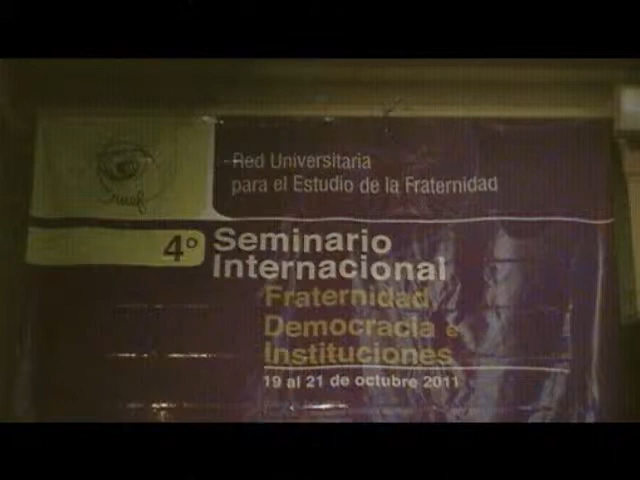 ruef
Red Universitaria
para el Estudio de la Fraternidad
4° Seminario
Internacional
Fraternidad
Democracia e
Instituciones
19 al 21 de octubre 2011